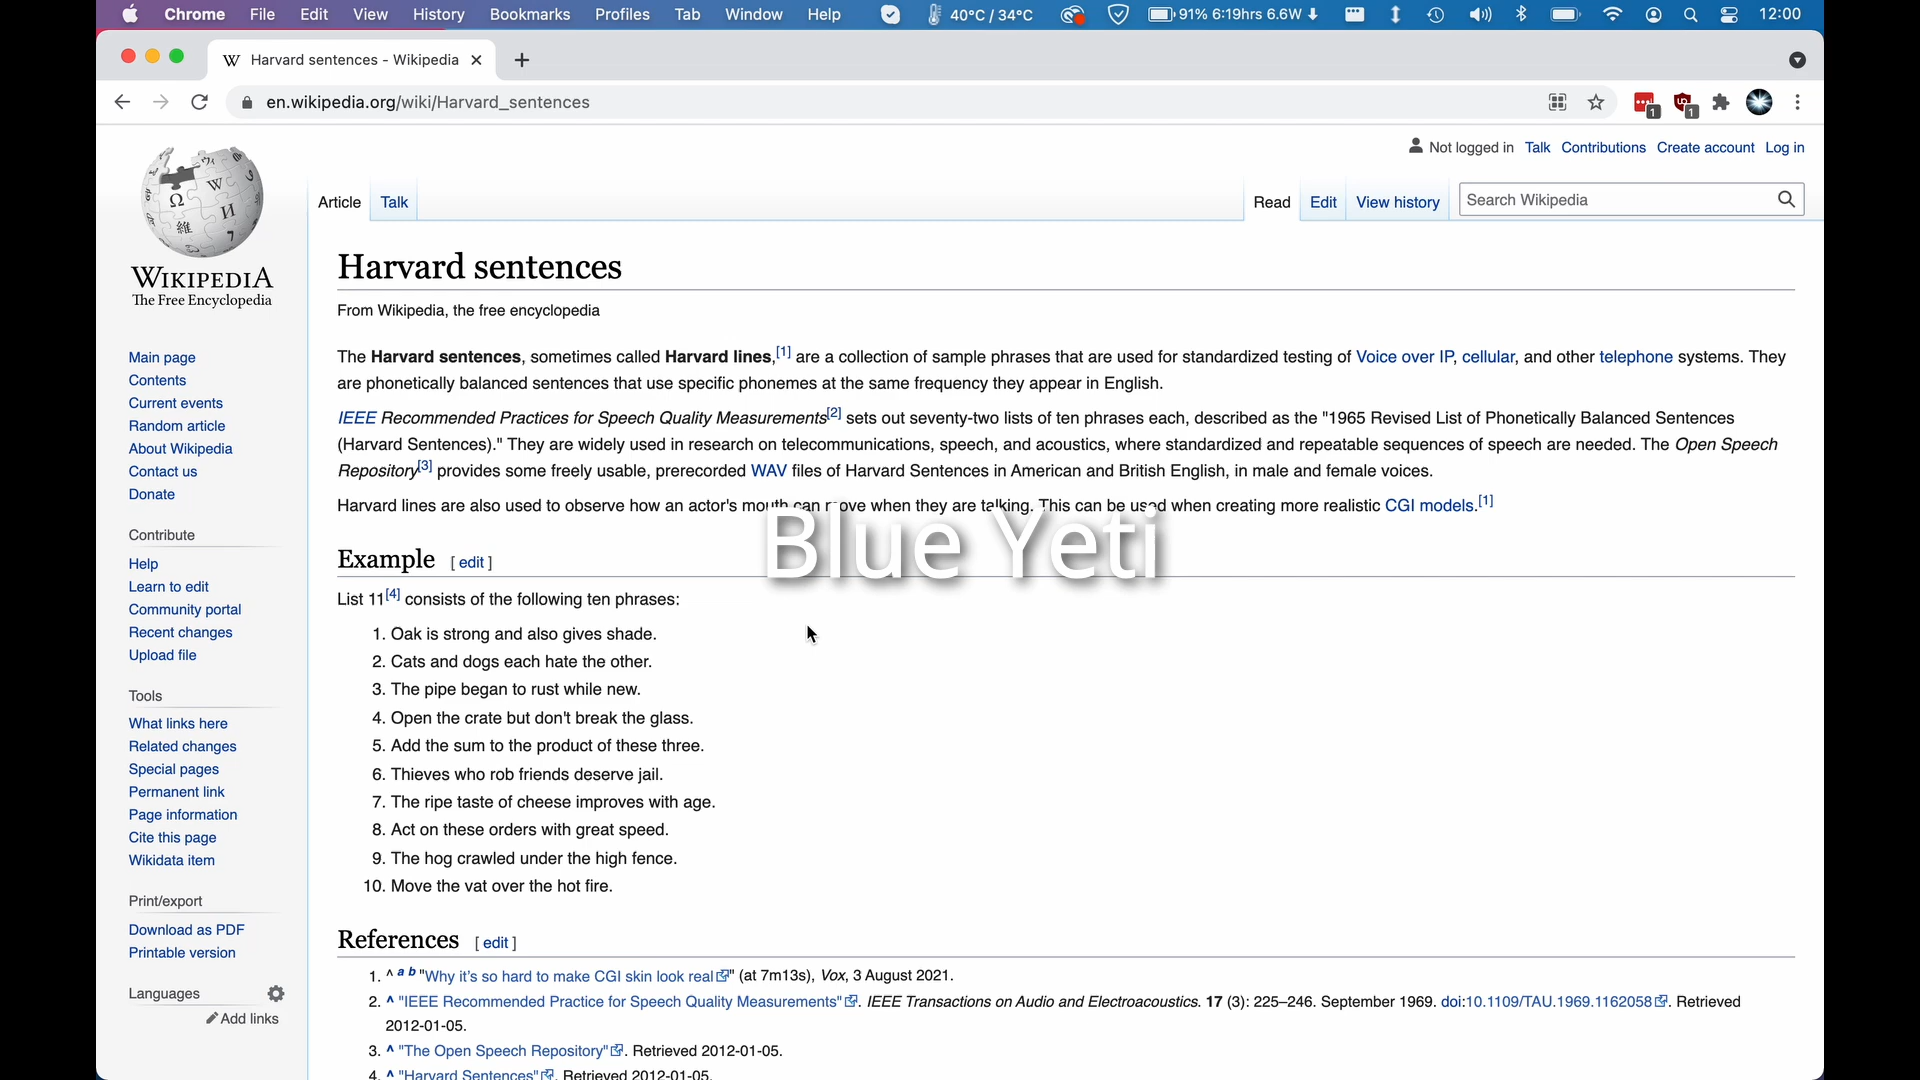 Chrome File Edit View History Bookmarks Profiles Tab Window Help 40°C / 34°C 91% 6:19hrs 6.6W 12:00
Harvard sentences - Wikipedia
en.wikipedia.org/wiki/Harvard_sentences
1 1
Not logged in Talk Contributions Create account Log in
Article Talk Read Edit View history Search Wikipedia
WIKIPEDIA
The Free Encyclopedia
Main page
Contents
Current events
Random article
About Wikipedia
Contact us
Donate
Contribute
Help
Learn to edit
Community portal
Recent changes
Upload file
Tools
What links here
Related changes
Special pages
Permanent link
Page information
Cite this page
Wikidata item
Print/export
Download as PDF
Printable version
Languages
Add links
Harvard sentences
From Wikipedia, the free encyclopedia
The Harvard sentences, sometimes called Harvard lines,[1] are a collection of sample phrases that are used for standardized testing of Voice over IP, cellular, and other telephone systems. They
are phonetically balanced sentences that use specific phonemes at the same frequency they appear in English.
IEEE Recommended Practices for Speech Quality Measurements[2] sets out seventy-two lists of ten phrases each, described as the "1965 Revised List of Phonetically Balanced Sentences
(Harvard Sentences)." They are widely used in research on telecommunications, speech, and acoustics, where standardized and repeatable sequences of speech are needed. The Open Speech
Repository[3] provides some freely usable, prerecorded WAV files of Harvard Sentences in American and British English, in male and female voices.
Harvard lines are also used to observe how an actor's mouth can move when they are talking. This can be used when creating more realistic CGI models.[1]
Blue Yeti
Example [ edit ]
List 11[4] consists of the following ten phrases:
1. Oak is strong and also gives shade.
2. Cats and dogs each hate the other.
3. The pipe began to rust while new.
4. Open the crate but don't break the glass.
5. Add the sum to the product of these three.
6. Thieves who rob friends deserve jail.
7. The ripe taste of cheese improves with age.
8. Act on these orders with great speed.
9. The hog crawled under the high fence.
10. Move the vat over the hot fire.
References [ edit ]
1. ^ a b "Why it's so hard to make CGI skin look real" (at 7m13s), Vox, 3 August 2021.
2. ^ "IEEE Recommended Practice for Speech Quality Measurements". IEEE Transactions on Audio and Electroacoustics. 17 (3): 225–246. September 1969. doi:10.1109/TAU.1969.1162058. Retrieved
2012-01-05.
3. ^ "The Open Speech Repository". Retrieved 2012-01-05.
4. ^ "Harvard Sentences". Retrieved 2012-01-05.